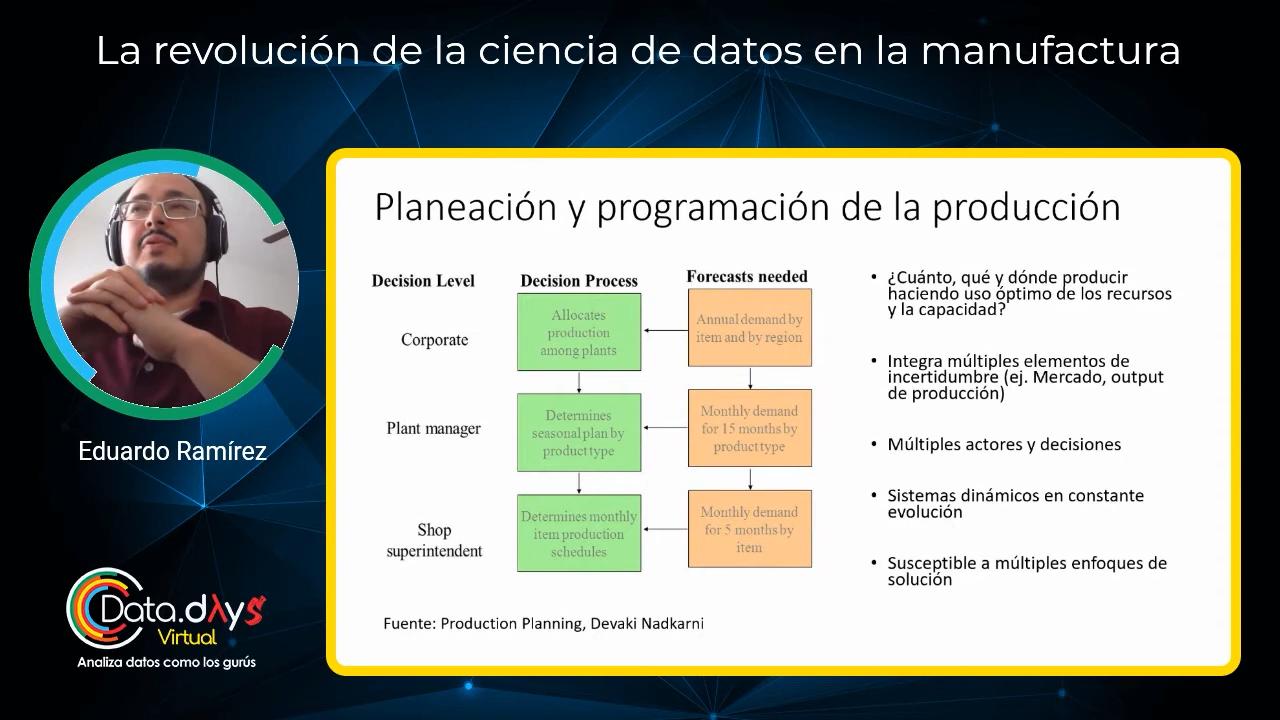 La revolución de la ciencia de datos en la manufactura
Planeación y programación de la producción
Decision Level
Decision Process
Forecasts needed
Corporate
Allocates
production
among plants
Annual demand by
item and by region
Plant manager
Determines
seasonal plan by
product type
Monthly demand
for 15 months by
product type
Shop
superintendent
Determines monthly
item production
schedules
Monthly demand
for 5 months by
item
• ¿Cuánto, qué y dónde producir
haciendo uso óptimo de los recursos
y la capacidad?
• Integra múltiples elementos de
incertidumbre (ej. Mercado, output
de producción)
• Múltiples actores y decisiones
• Sistemas dinámicos en constante
evolución
• Susceptible a múltiples enfoques de
solución
Fuente: Production Planning, Devaki Nadkarni
Eduardo Ramírez
Data.dλys
Virtual
Analiza datos como los gurús